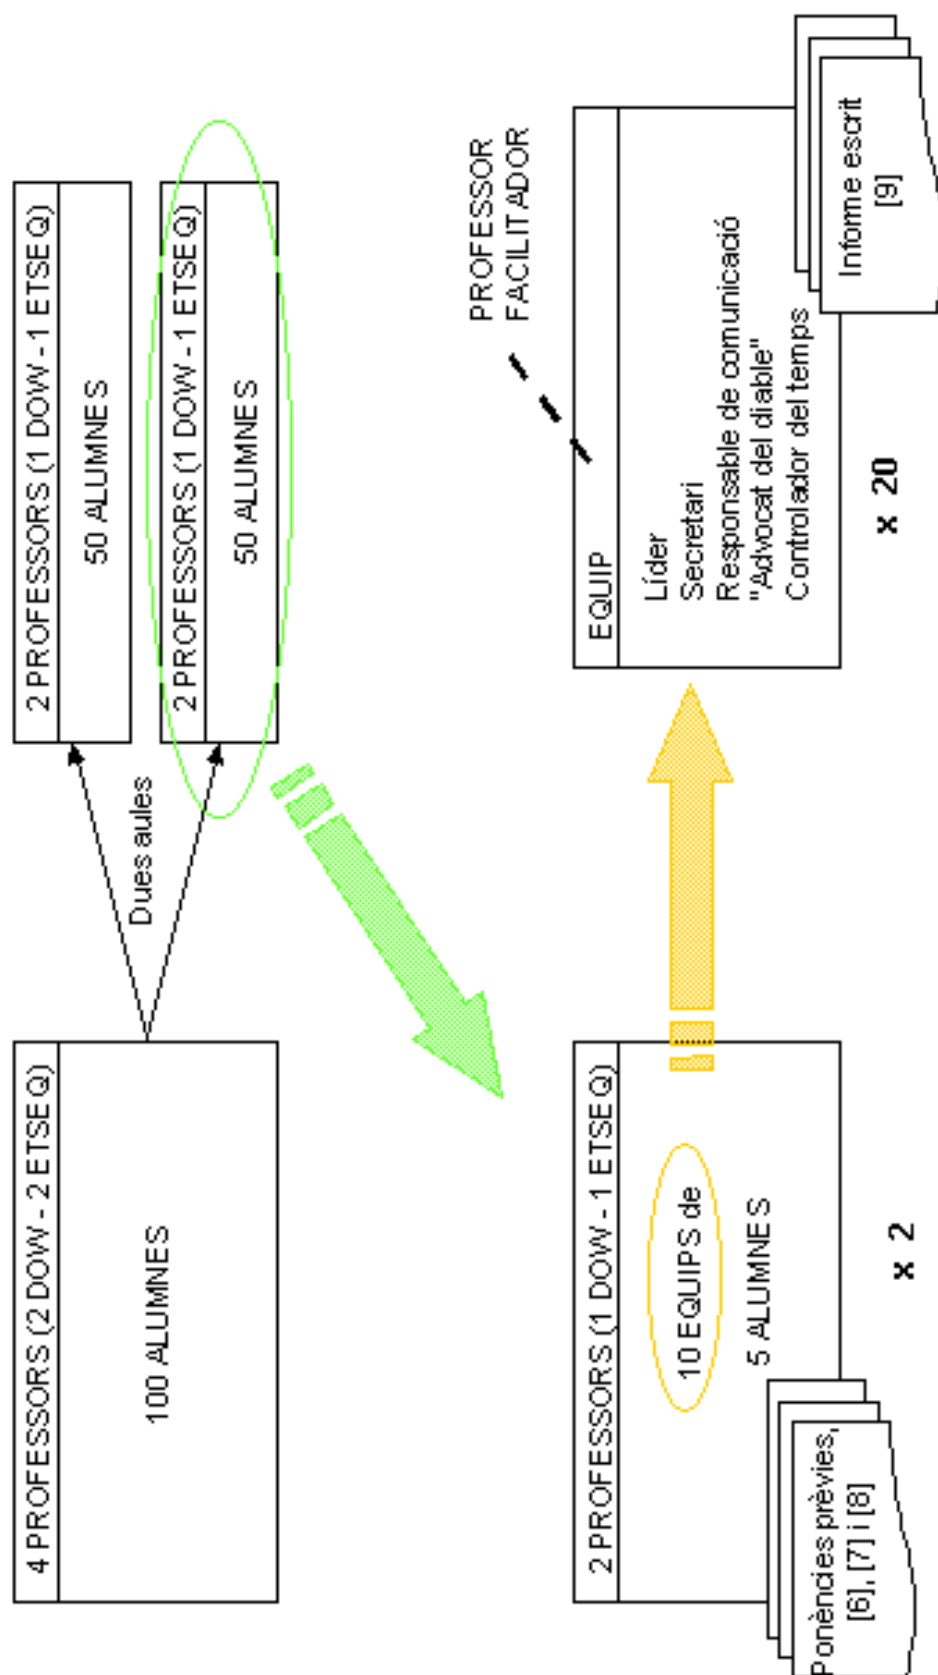 4 PROFESSORS (2 DOW - 2 ETSEQ)
100 ALUMNES
Dues aules
2 PROFESSORS (1 DOW - 1 ETSEQ)
50 ALUMNES
2 PROFESSORS (1 DOW - 1 ETSEQ)
50 ALUMNES
2 PROFESSORS (1 DOW - 1 ETSEQ)
10 EQUIPS de
5 ALUMNES
Ponències prèvies,
[6], [7] i [8]
x 2
PROFESSOR
FACILITADOR
EQUIP
Líder
Secretari
Responsable de comunicació
"Advocat del diable"
Controlador del temps
Informe escrit
[9]
x 20